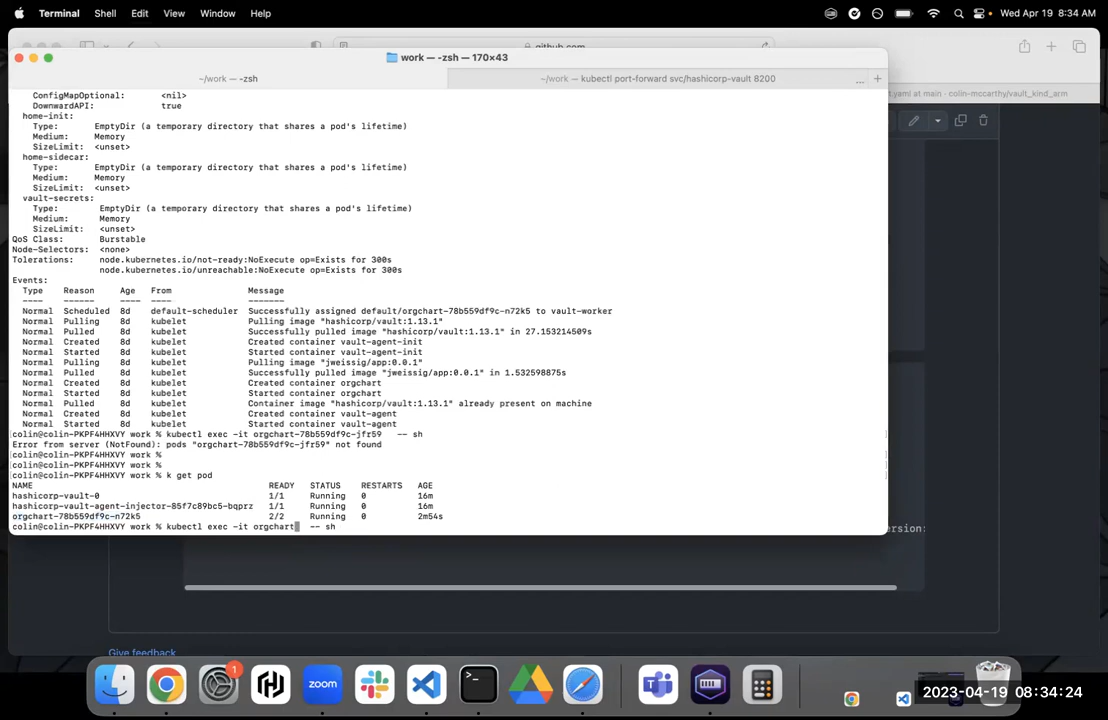 Terminal Shell Edit View Window Help Wed Apr 19 8:34 AM
github.com
work — -zsh — 170×43
~/work — -zsh ~/work — kubectl port-forward svc/hashicorp-vault 8200 ... +
.yaml at main · colin-mccarthy/vault_kind_arm
ConfigMapOptional: <nil>
DownwardAPI: true
home-init:
Type: EmptyDir (a temporary directory that shares a pod's lifetime)
Medium: Memory
SizeLimit: <unset>
home-sidecar:
Type: EmptyDir (a temporary directory that shares a pod's lifetime)
Medium: Memory
SizeLimit: <unset>
vault-secrets:
Type: EmptyDir (a temporary directory that shares a pod's lifetime)
Medium: Memory
SizeLimit: <unset>
QoS Class: Burstable
Node-Selectors: <none>
Tolerations: node.kubernetes.io/not-ready:NoExecute op=Exists for 300s
node.kubernetes.io/unreachable:NoExecute op=Exists for 300s
Events:
Type Reason Age From Message
---- ------ ---- ---- -------
Normal Scheduled 8d default-scheduler Successfully assigned default/orgchart-78b559df9c-n72k5 to vault-worker
Normal Pulling 8d kubelet Pulling image "hashicorp/vault:1.13.1"
Normal Pulled 8d kubelet Successfully pulled image "hashicorp/vault:1.13.1" in 27.153214509s
Normal Created 8d kubelet Created container vault-agent-init
Normal Started 8d kubelet Started container vault-agent-init
Normal Pulling 8d kubelet Pulling image "jweissig/app:0.0.1"
Normal Pulled 8d kubelet Successfully pulled image "jweissig/app:0.0.1" in 1.532598875s
Normal Created 8d kubelet Created container orgchart
Normal Started 8d kubelet Started container orgchart
Normal Pulled 8d kubelet Container image "hashicorp/vault:1.13.1" already present on machine
Normal Created 8d kubelet Created container vault-agent
Normal Started 8d kubelet Started container vault-agent
[colin@colin-PKPF4HHXVY work % kubectl exec -it orgchart-78b559df9c-jfr59 -- sh ]
Error from server (NotFound): pods "orgchart-78b559df9c-jfr59" not found
[colin@colin-PKPF4HHXVY work %
[colin@colin-PKPF4HHXVY work % ]
[colin@colin-PKPF4HHXVY work % k get pod ]
NAME READY STATUS RESTARTS AGE
hashicorp-vault-0 1/1 Running 0 16m
hashicorp-vault-agent-injector-85f7c89bc5-bqprz 1/1 Running 0 16m
orgchart-78b559df9c-n72k5 2/2 Running 0 2m54s
colin@colin-PKPF4HHXVY work % kubectl exec -it orgchart -- sh
ersion:
Give feedback
1
zoom
2023-04-19 08:34:24